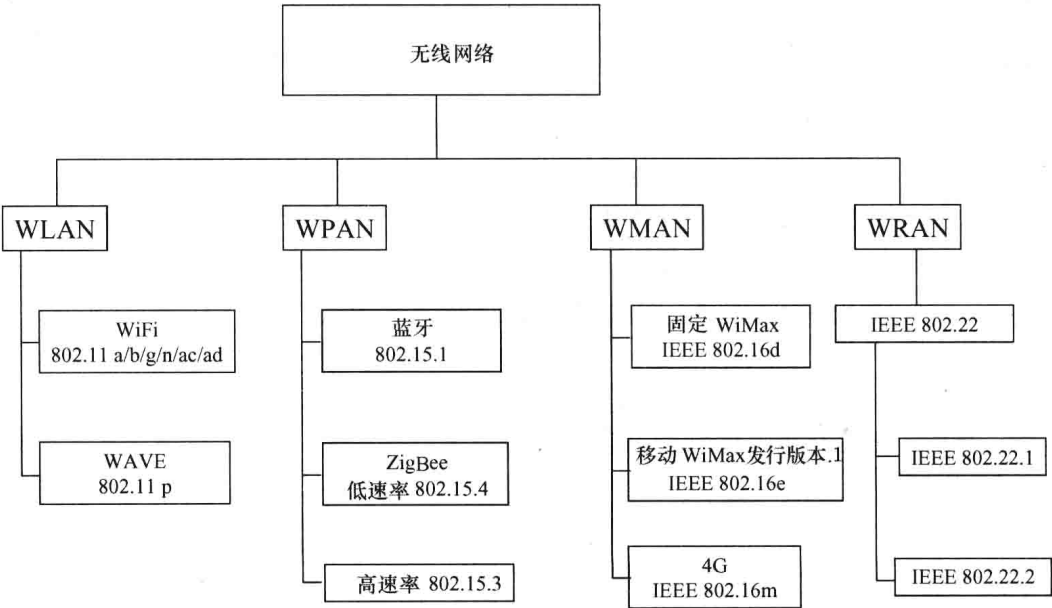 无线网络
WLAN
WPAN
WMAN
WRAN
WiFi
802.11 a/b/g/n/ac/ad
蓝牙
802.15.1
固定 WiMax
IEEE 802.16d
IEEE 802.22
WAVE
802.11 p
ZigBee
低速率 802.15.4
移动 WiMax发行版本.1
IEEE 802.16e
IEEE 802.22.1
高速率 802.15.3
4G
IEEE 802.16m
IEEE 802.22.2